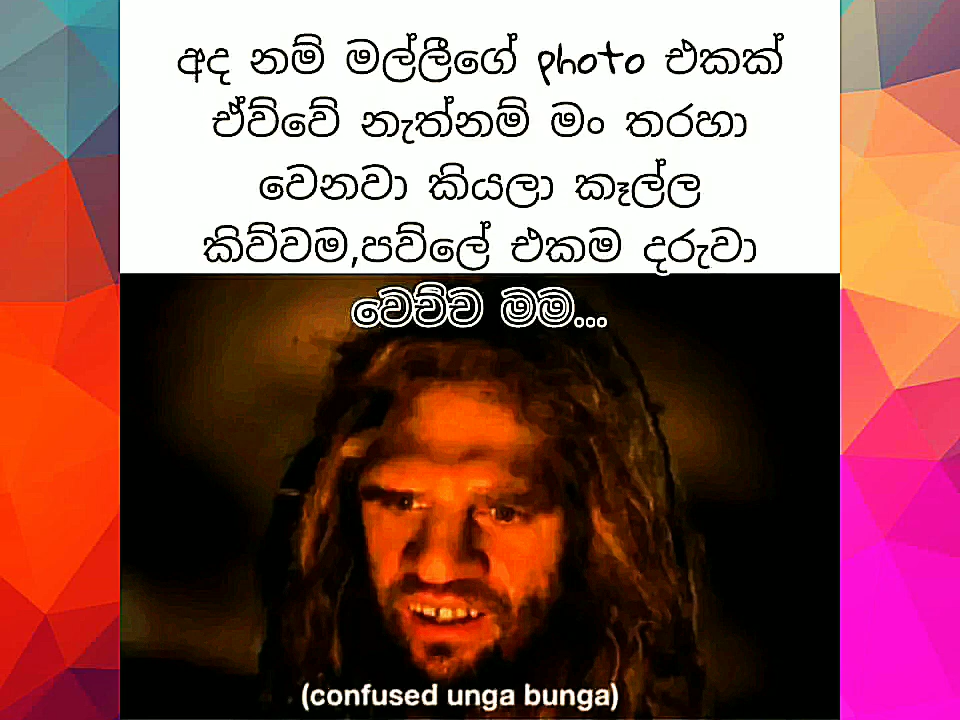 අද නම් මල්ලීගේ photo එකක්
ඒව්වේ නැත්නම් මං තරහා
වෙනවා කියලා කෑල්ල
කිව්වම,පව්ලේ එකම දරුවා
වෙච්ච මම...
(confused unga bunga)